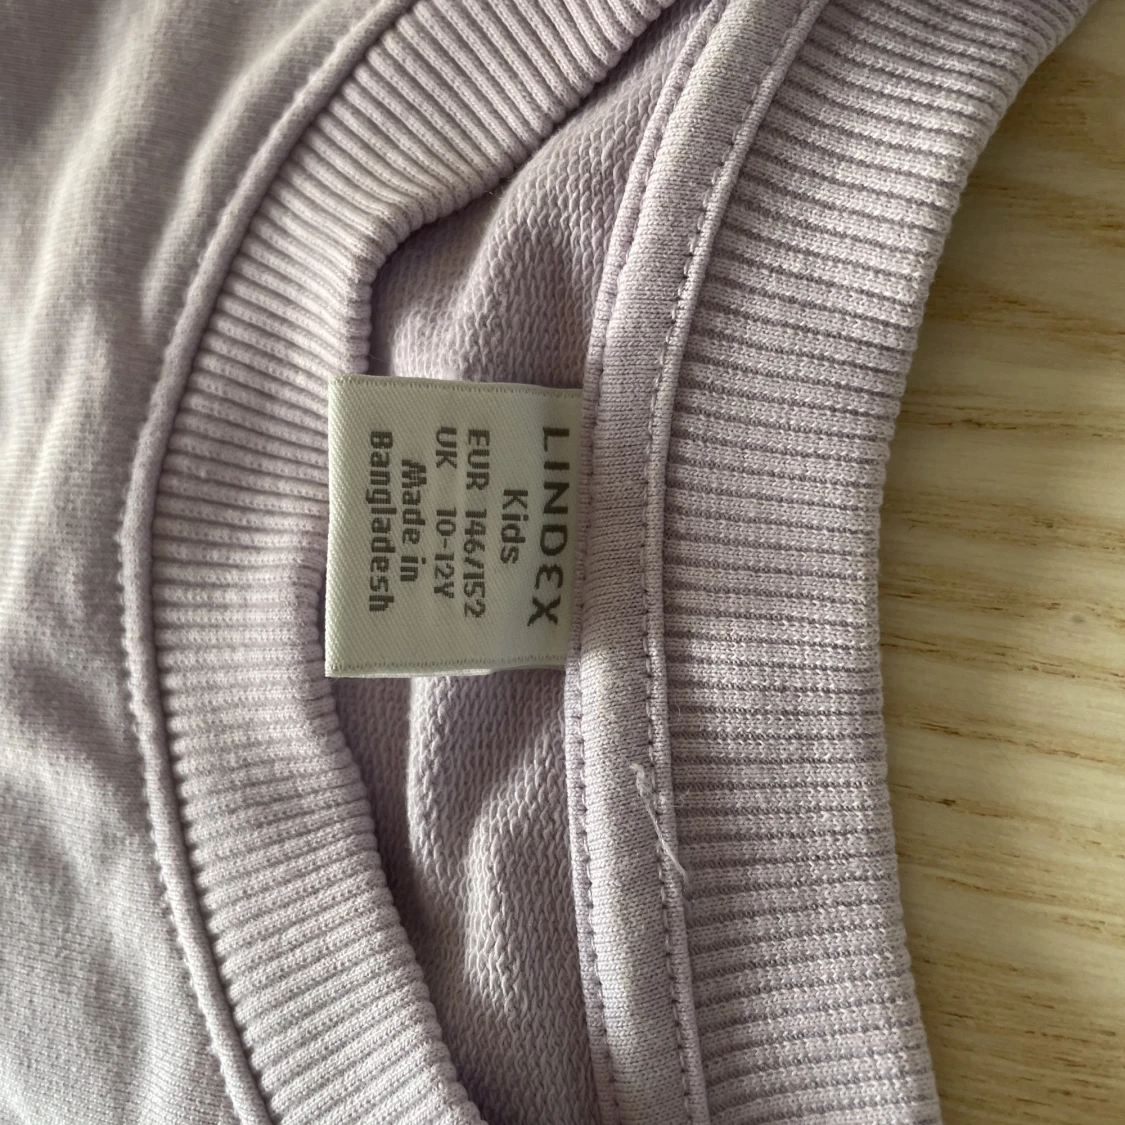 LINDEX
Kids
EUR 146/152
UK 10-12Y
Made in
Bangladesh